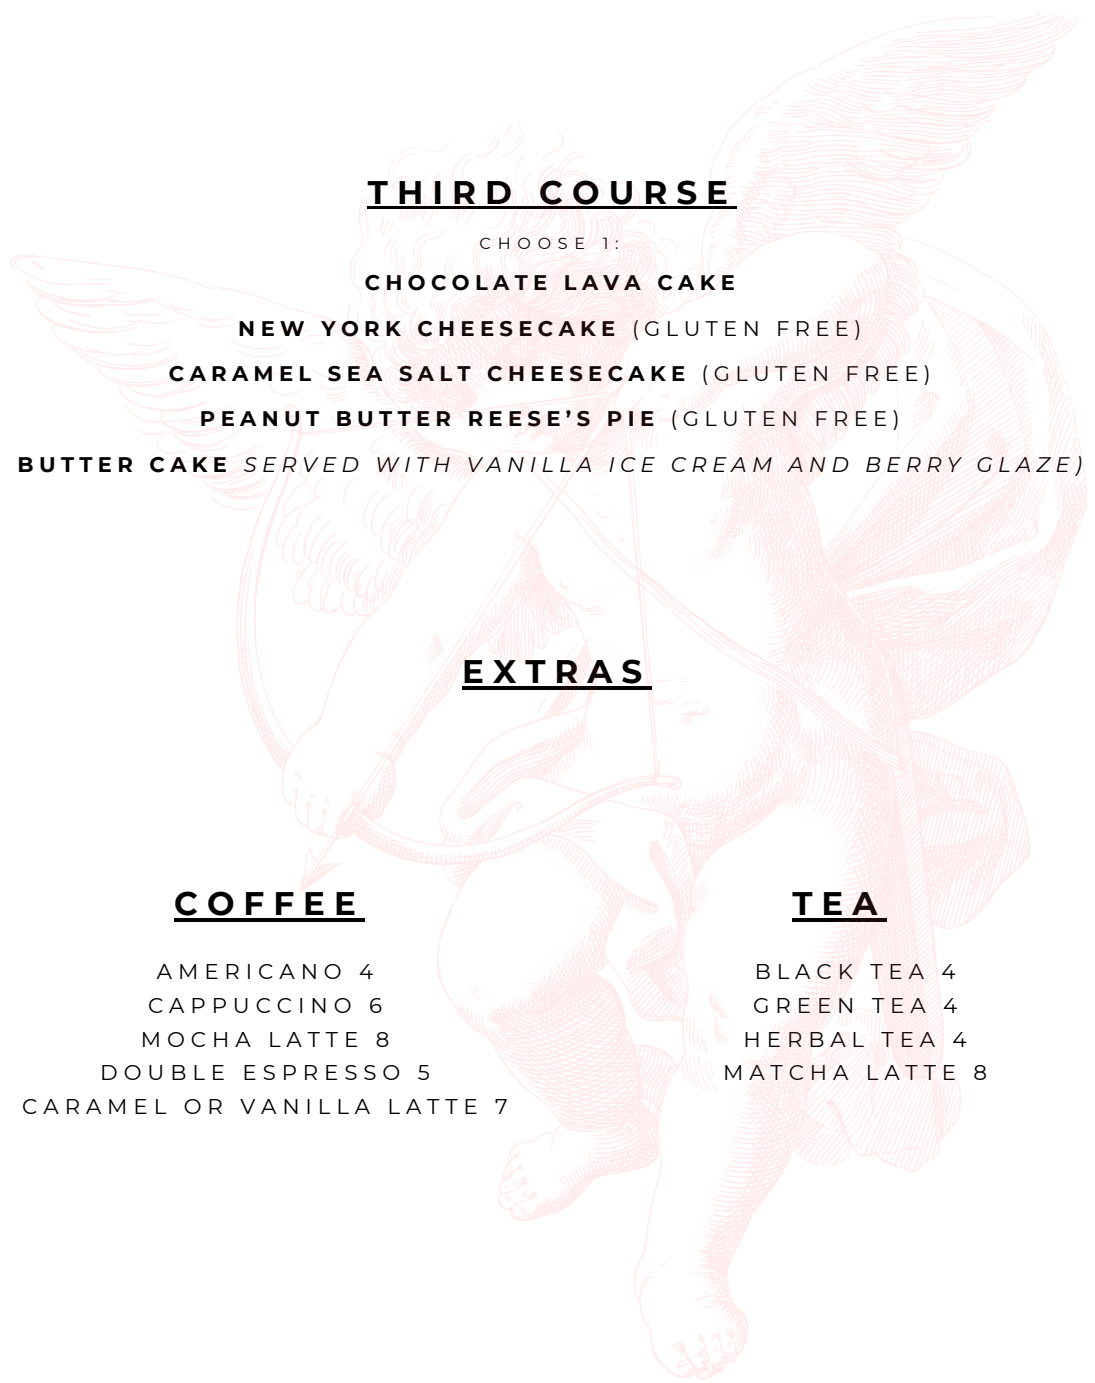 THIRD COURSE
CHOOSE 1:
CHOCOLATE LAVA CAKE
NEW YORK CHEESECAKE (GLUTEN FREE)
CARAMEL SEA SALT CHEESECAKE (GLUTEN FREE)
PEANUT BUTTER REESE’S PIE (GLUTEN FREE)
BUTTER CAKE SERVED WITH VANILLA ICE CREAM AND BERRY GLAZE)
EXTRAS
COFFEE
AMERICANO 4
CAPPUCCINO 6
MOCHA LATTE 8
DOUBLE ESPRESSO 5
CARAMEL OR VANILLA LATTE 7
TEA
BLACK TEA 4
GREEN TEA 4
HERBAL TEA 4
MATCHA LATTE 8